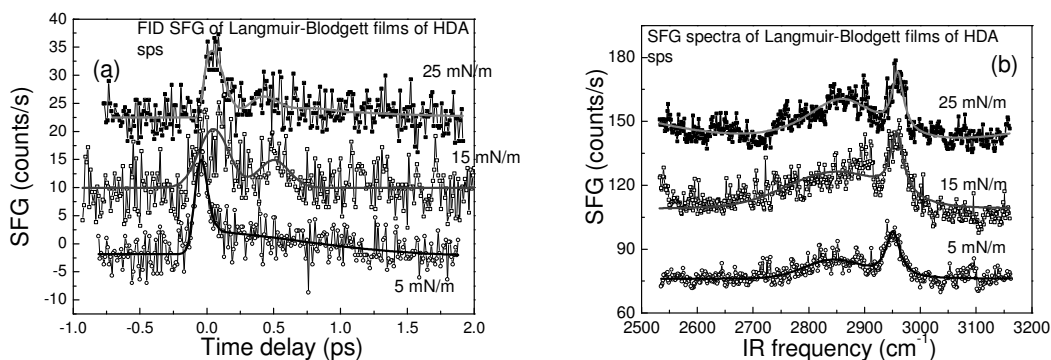 FID SFG of Langmuir-Blodgett films of HDA
sps
(a)
25 mN/m
15 mN/m
5 mN/m
SFG (counts/s)
40
35
30
25
20
15
10
5
0
-5
-10
-1.0 -0.5 0.0 0.5 1.0 1.5 2.0
Time delay (ps)
SFG spectra of Langmuir-Blodgett films of HDA
sps
(b)
25 mN/m
15 mN/m
5 mN/m
SFG (counts/s)
180
150
120
90
60
2500 2600 2700 2800 2900 3000 3100 3200
IR frequency (cm-1)